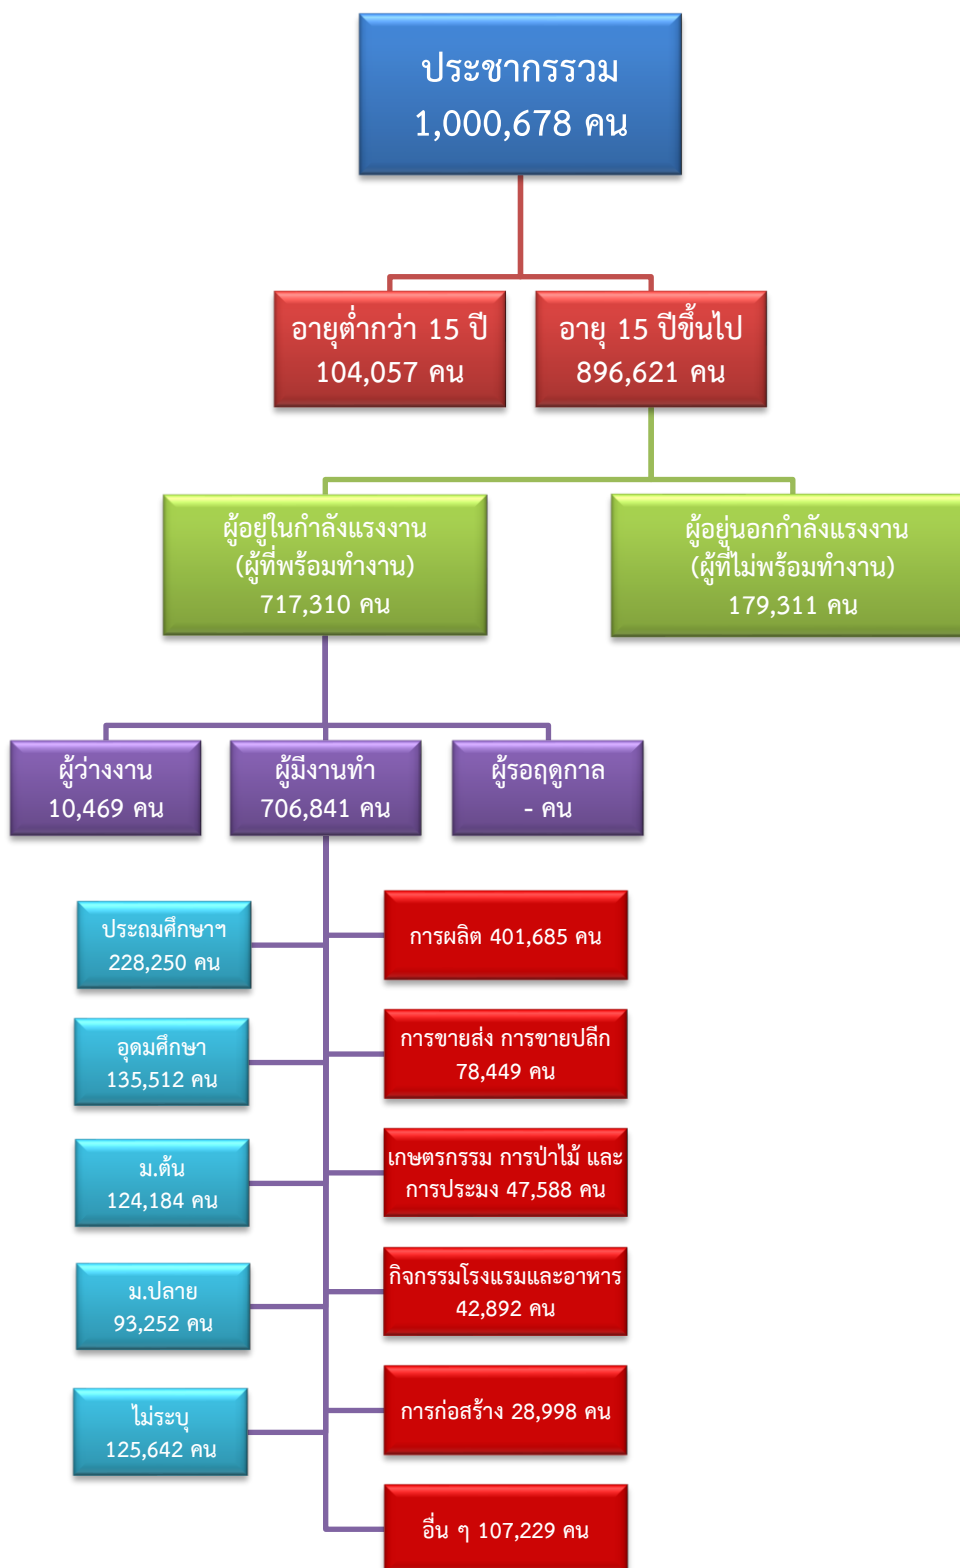 ประชากรรวม
1,000,678 คน
อายุต่ำกว่า 15 ปี
104,057 คน
อายุ 15 ปีขึ้นไป
896,621 คน
ผู้อยู่ในกำลังแรงงาน
(ผู้ที่พร้อมทำงาน)
717,310 คน
ผู้อยู่นอกกำลังแรงงาน
(ผู้ที่ไม่พร้อมทำงาน)
179,311 คน
ผู้ว่างงาน
10,469 คน
ผู้มีงานทำ
706,841 คน
ผู้รอฤดูกาล
- คน
ประถมศึกษาฯ
228,250 คน
อุดมศึกษา
135,512 คน
ม.ต้น
124,184 คน
ม.ปลาย
93,252 คน
ไม่ระบุ
125,642 คน
การผลิต 401,685 คน
การขายส่ง การขายปลีก
78,449 คน
เกษตรกรรม การป่าไม้ และ
การประมง 47,588 คน
กิจกรรมโรงแรมและอาหาร
42,892 คน
การก่อสร้าง 28,998 คน
อื่น ๆ 107,229 คน